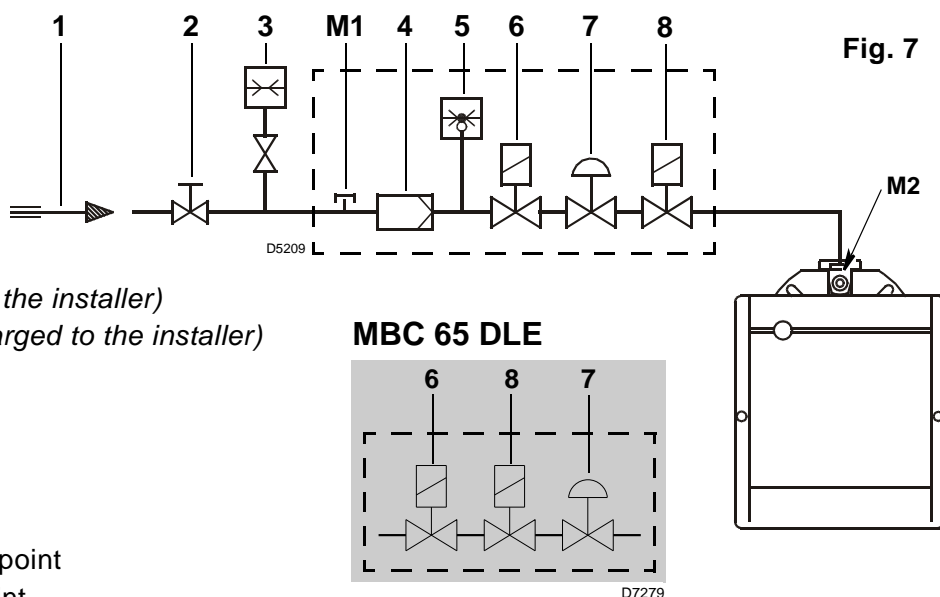 1 2 3 M1 4 5 6 7 8
Fig. 7
M2
D5209
the installer)
arged to the installer)
MBC 65 DLE
6 8 7
point
D7279